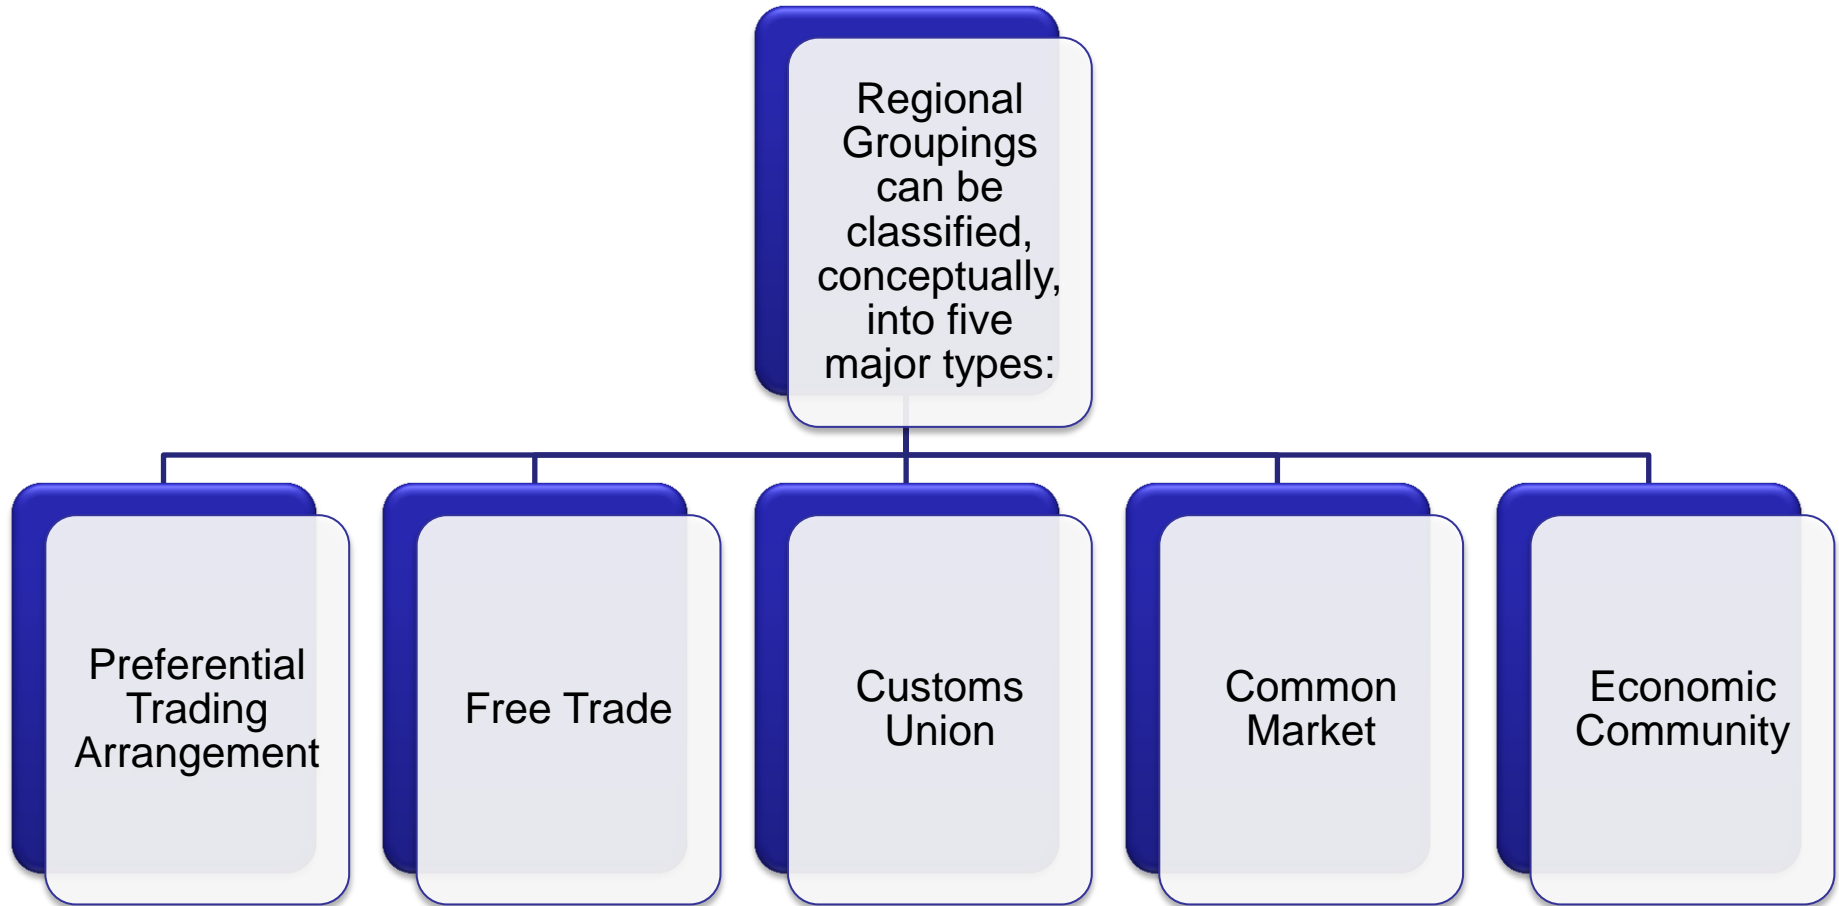 Regional
Groupings
can be
classified,
conceptually,
into five
major types:
Preferential
Trading
Arrangement
Free Trade
Customs
Union
Common
Market
Economic
Community